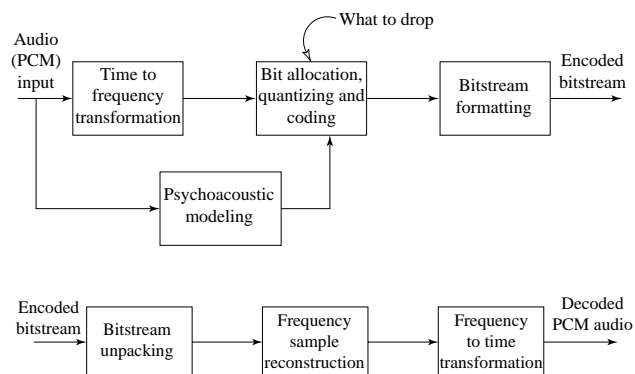 What to drop
Audio
(PCM)
input
Time to
frequency
transformation
Bit allocation,
quantizing and
coding
Bitstream
formatting
Encoded
bitstream
Psychoacoustic
modeling
Encoded
bitstream
Bitstream
unpacking
Frequency
sample
reconstruction
Frequency
to time
transformation
Decoded
PCM audio